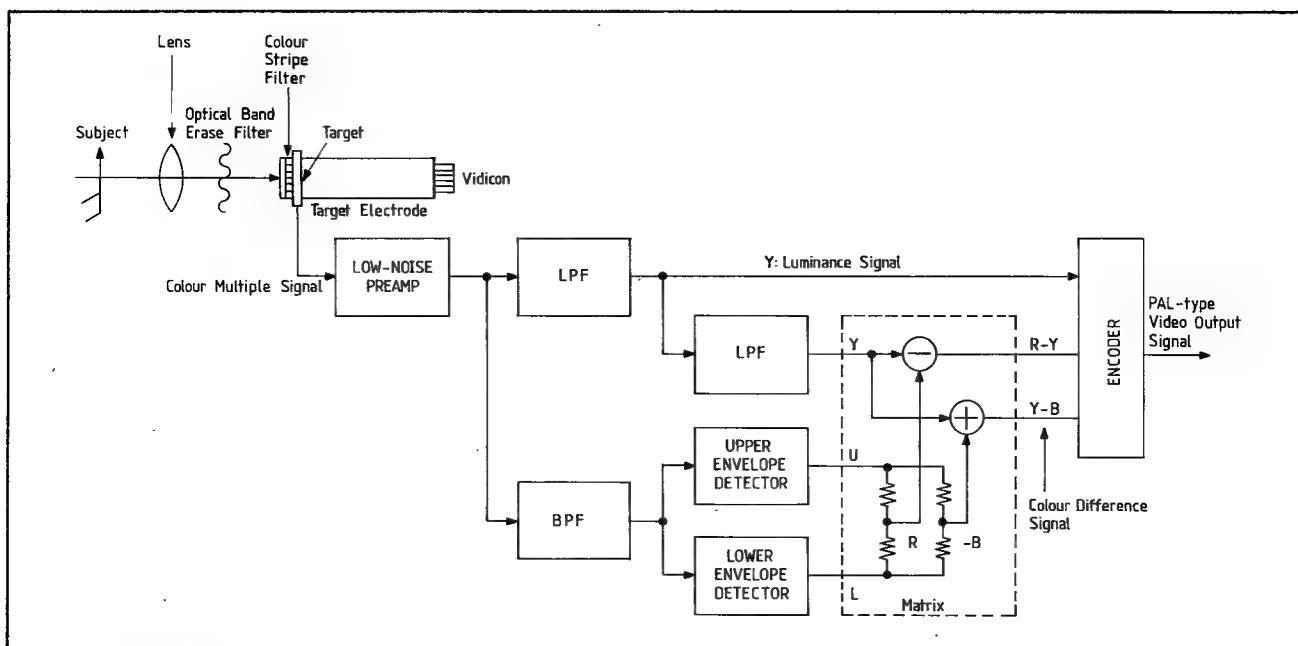 Lens
Colour
Stripe
Filter
Optical Band
Erase Filter
Subject
Target
Vidicon
Target Electrode
Colour Multiple Signal
LOW-NOISE
PREAMP
LPF
Y: Luminance Signal
LPF
Y
R-Y
Y-B
ENCODER
PAL-type
Video Output
Signal
UPPER
ENVELOPE
DETECTOR
U
BPF
LOWER
ENVELOPE
DETECTOR
L
R
-B
Matrix
Colour Difference
Signal